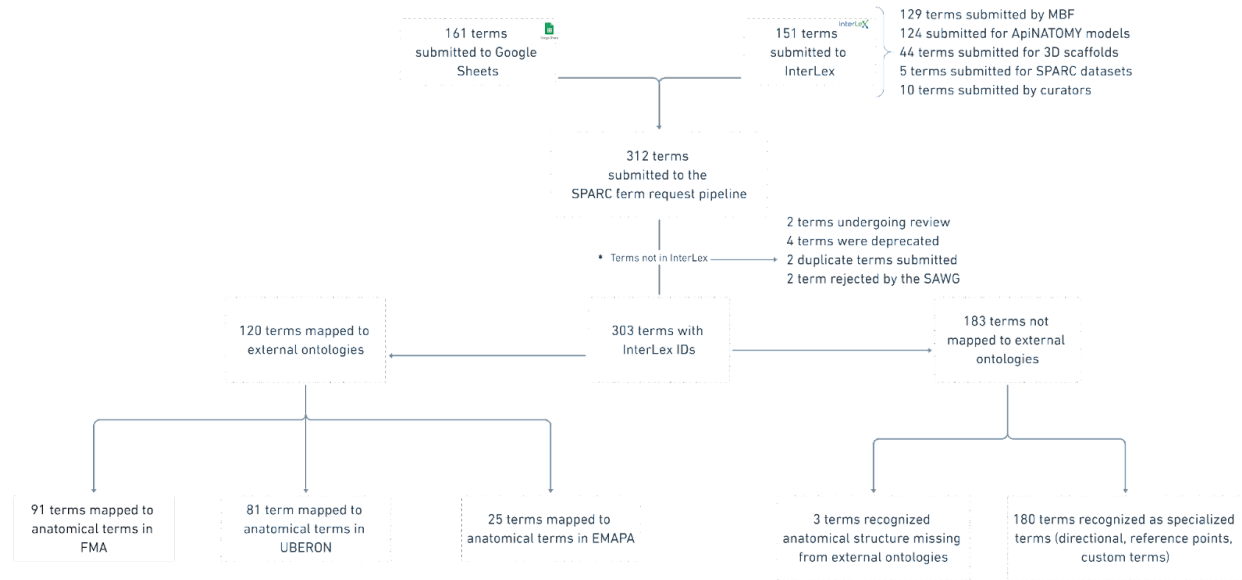 161 terms
submitted to Google
Sheets
InterLeX
151 terms
submitted to
InterLex
129 terms submitted by MBF
124 submitted for ApiNATOMY models
44 terms submitted for 3D scaffolds
5 terms submitted for SPARC datasets
10 terms submitted by curators
312 terms
submitted to the
SPARC ferm request pipeline
• Terms not in InterLex
2 terms undergoing review
4 terms were deprecated
2 duplicate terms submitted
2 term rejected by the SAWG
120 terms mapped to
external ontologies
303 terms with
InterLex IDs
183 terms not
mapped to external
ontologies
91 terms mapped to
anatomical terms in
FMA
81 term mapped to
anatomical terms in
UBERON
25 terms mapped to
anatomical terms in EMAPA
3 terms recognized
anatomical structure missing
from external ontologies
180 terms recognized as specialized
terms (directional, reference points,
custom terms)